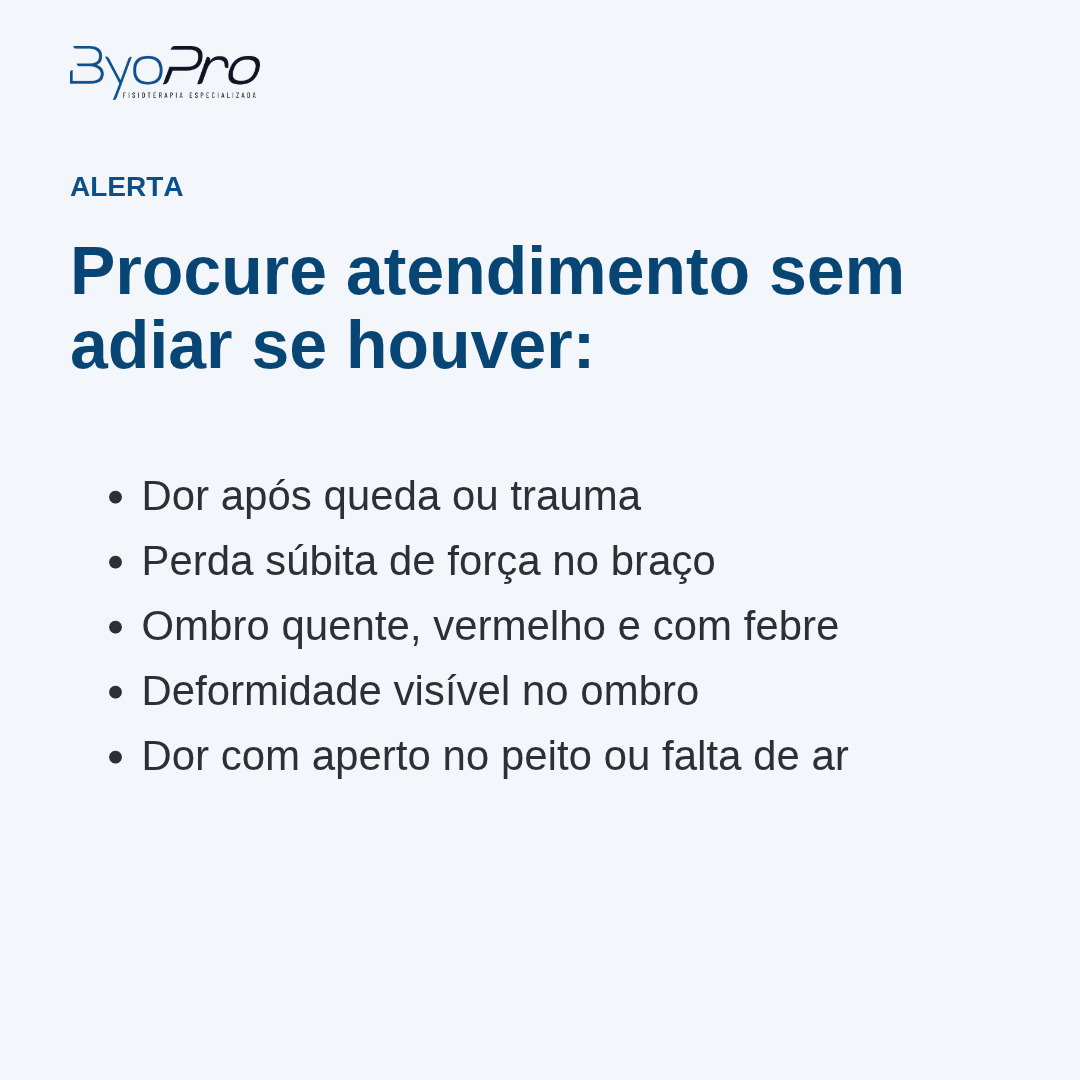 ByoPro
FISIOTERAPIA ESPECIALIZADA
ALERTA
Procure atendimento sem
adiar se houver:
• Dor após queda ou trauma
• Perda súbita de força no braço
• Ombro quente, vermelho e com febre
• Deformidade visível no ombro
• Dor com aperto no peito ou falta de ar